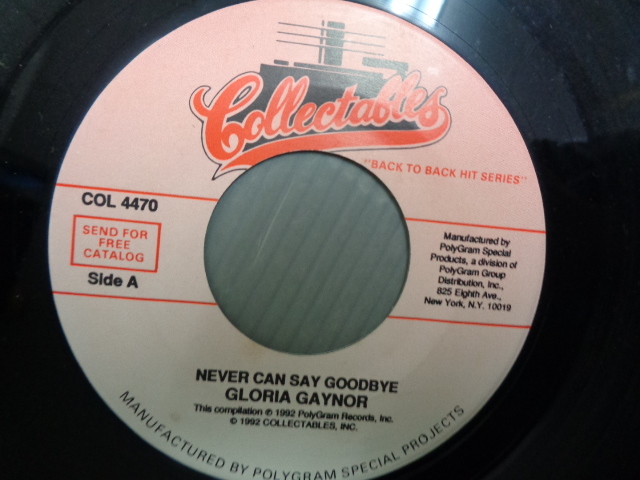 Collectables
"BACK TO BACK HIT SERIES"
COL 4470
SEND FOR
FREE
CATALOG
Side A
Manufactured by
PolyGram Special
Products, a division of
PolyGram Group
Distribution, Inc.,
825 Eighth Ave.,
New York, N.Y. 10019
NEVER CAN SAY GOODBYE
GLORIA GAYNOR
This compilation ℗ 1992 PolyGram Records, Inc.
© 1992 COLLECTABLES, INC.
MANUFACTURED BY POLYGRAM SPECIAL PROJECTS